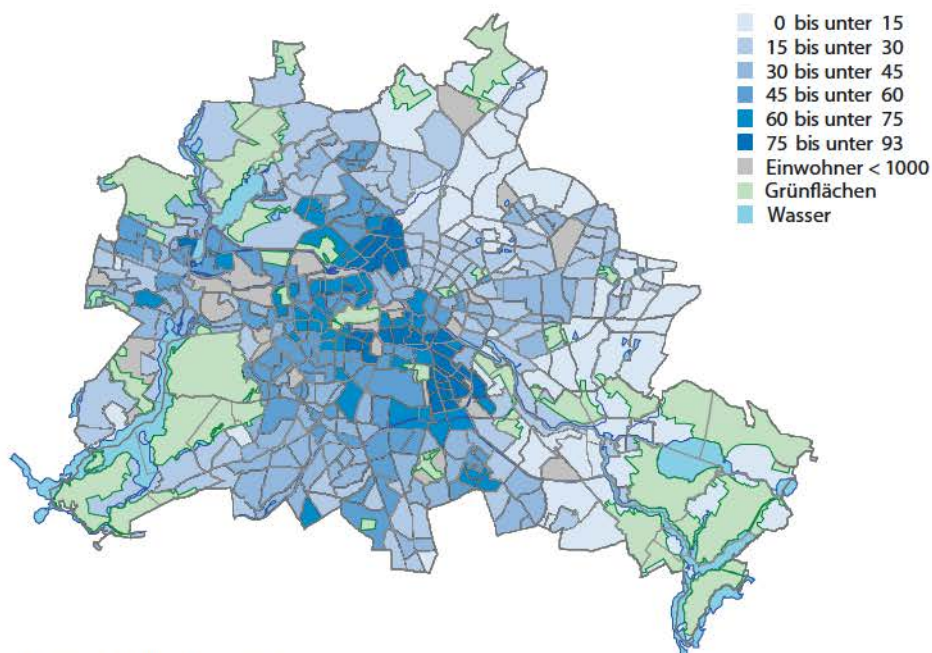 0 bis unter 15
15 bis unter 30
30 bis unter 45
45 bis unter 60
60 bis unter 75
75 bis unter 93
Einwohner < 1000
Grünflächen
Wasser